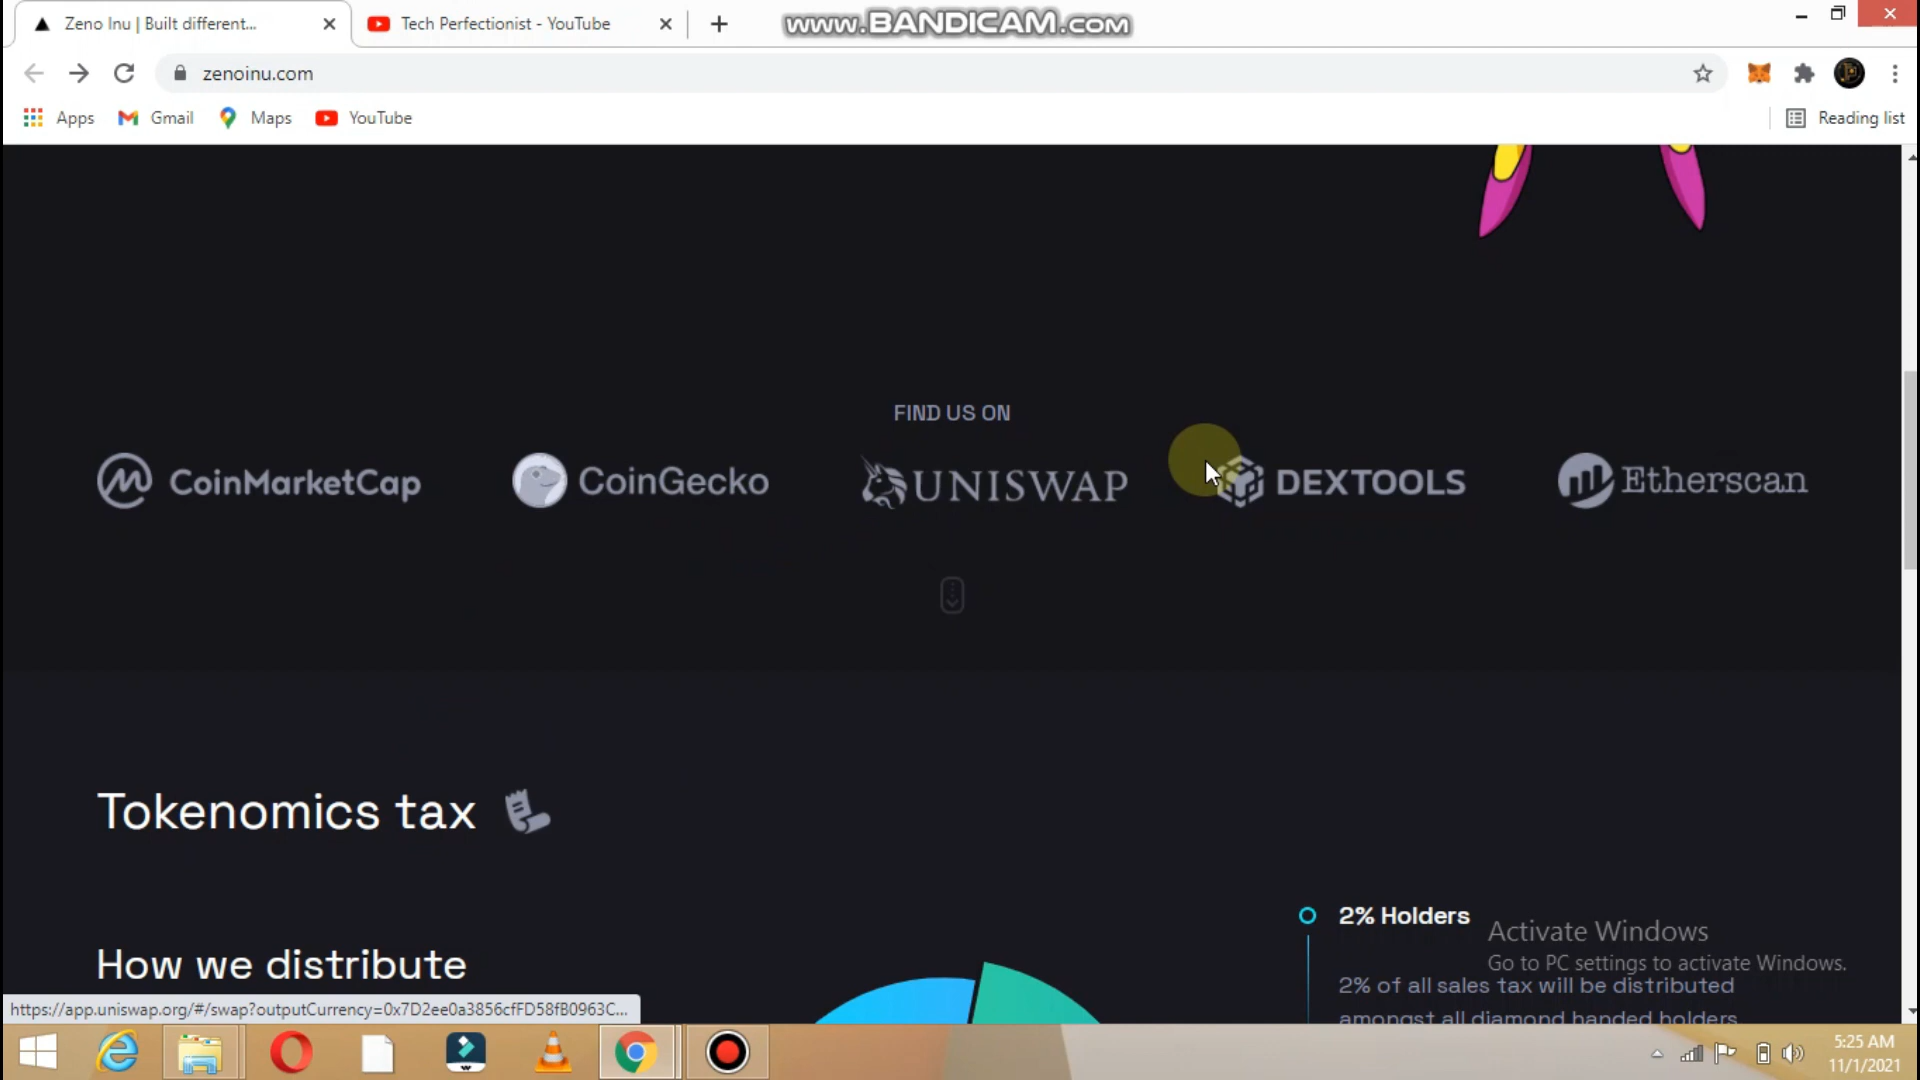 Zeno Inu | Built different...
Tech Perfectionist - YouTube
www.BANDICAM.com
zenoinu.com
Apps
Gmail
Maps
YouTube
Reading list
FIND US ON
CoinMarketCap
CoinGecko
UNISWAP
DEXTOOLS
Etherscan
Tokenomics tax
How we distribute
2% Holders
Activate Windows
Go to PC settings to activate Windows.
2% of all sales tax will be distributed
amongst all diamond handed holders
https://app.uniswap.org/#/swap?outputCurrency=0x7D2ee0a3856cfFD58fB0963C...
5:25 AM
11/1/2021